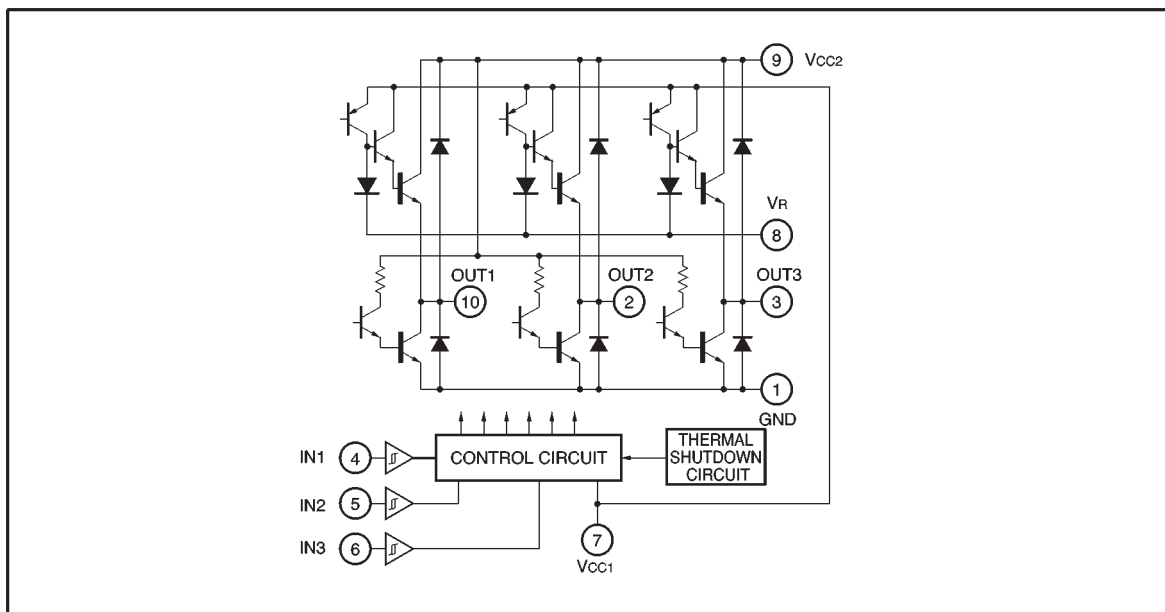 9 VCC2
VR
8
OUT1 OUT2 OUT3
10 2 3
1
GND
IN1 4 CONTROL CIRCUIT
THERMAL
SHUTDOWN
CIRCUIT
IN2 5
IN3 6
7
VCC1